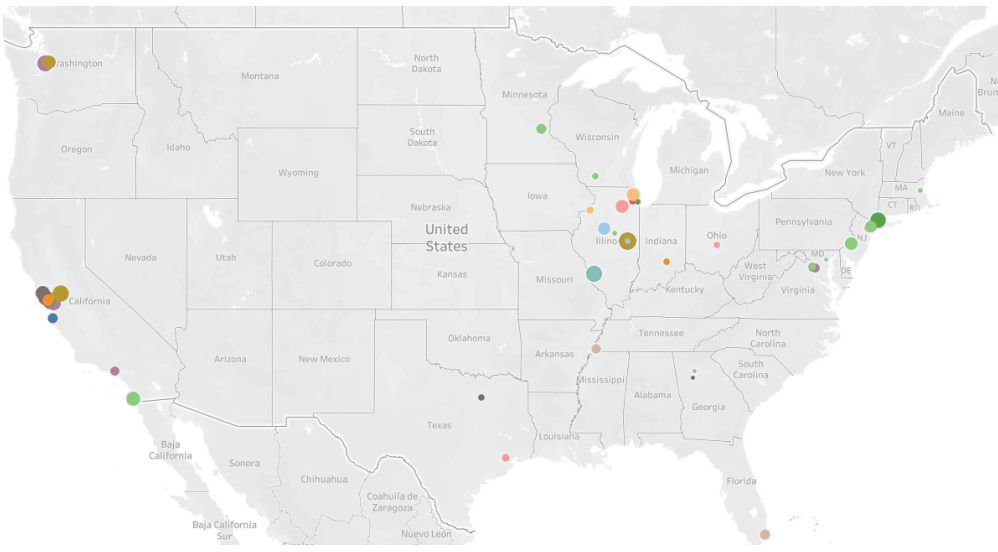 Washington
Montana
North
Dakota
Minnesota
Maine
Oregon
Idaho
South
Dakota
Wisconsin
Michigan
VT
New York
Wyoming
Iowa
MA
CT
RI
Nebraska
Pennsylvania
United
States
Nevada
Utah
Colorado
Kansas
Illino
Indiana
Ohio
NJ
MD
DE
West
Virginia
Virginia
Missouri
Kentucky
California
Oklahoma
Tennessee
North
Carolina
Arizona
New Mexico
Arkansas
South
Carolina
Mississippi
Alabama
Georgia
Texas
Louisiana
Baja
California
Sonora
Chihuahua
Florida
Coahuila de
Zaragoza
Baja California
Sur
Nuevo León